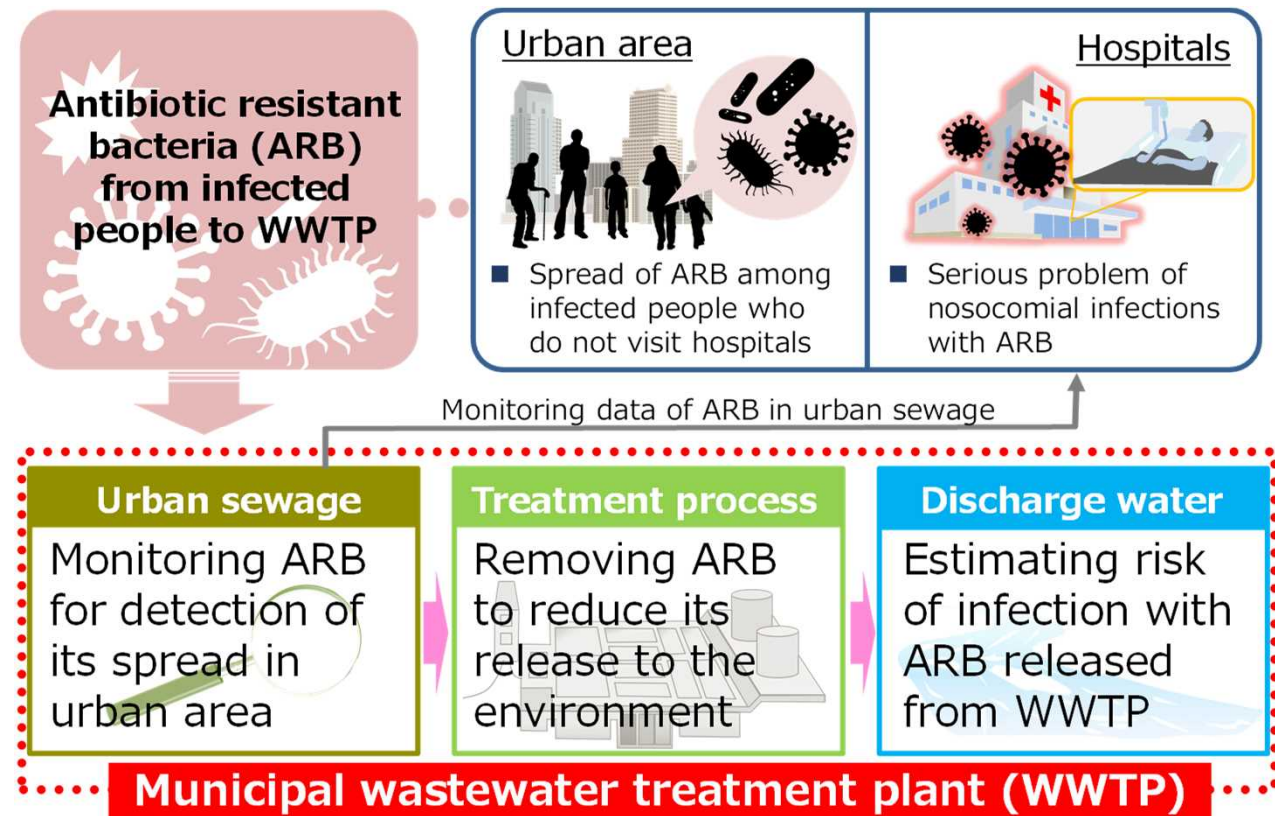 Antibiotic resistant
bacteria (ARB)
from infected
people to WWTP
Urban area
■ Spread of ARB among
infected people who
do not visit hospitals
Hospitals
■ Serious problem of
nosocomial infections
with ARB
Monitoring data of ARB in urban sewage
Urban sewage
Monitoring ARB
for detection of
its spread in
urban area
Treatment process
Removing ARB
to reduce its
release to the
environment
Discharge water
Estimating risk
of infection with
ARB released
from WWTP
Municipal wastewater treatment plant (WWTP)